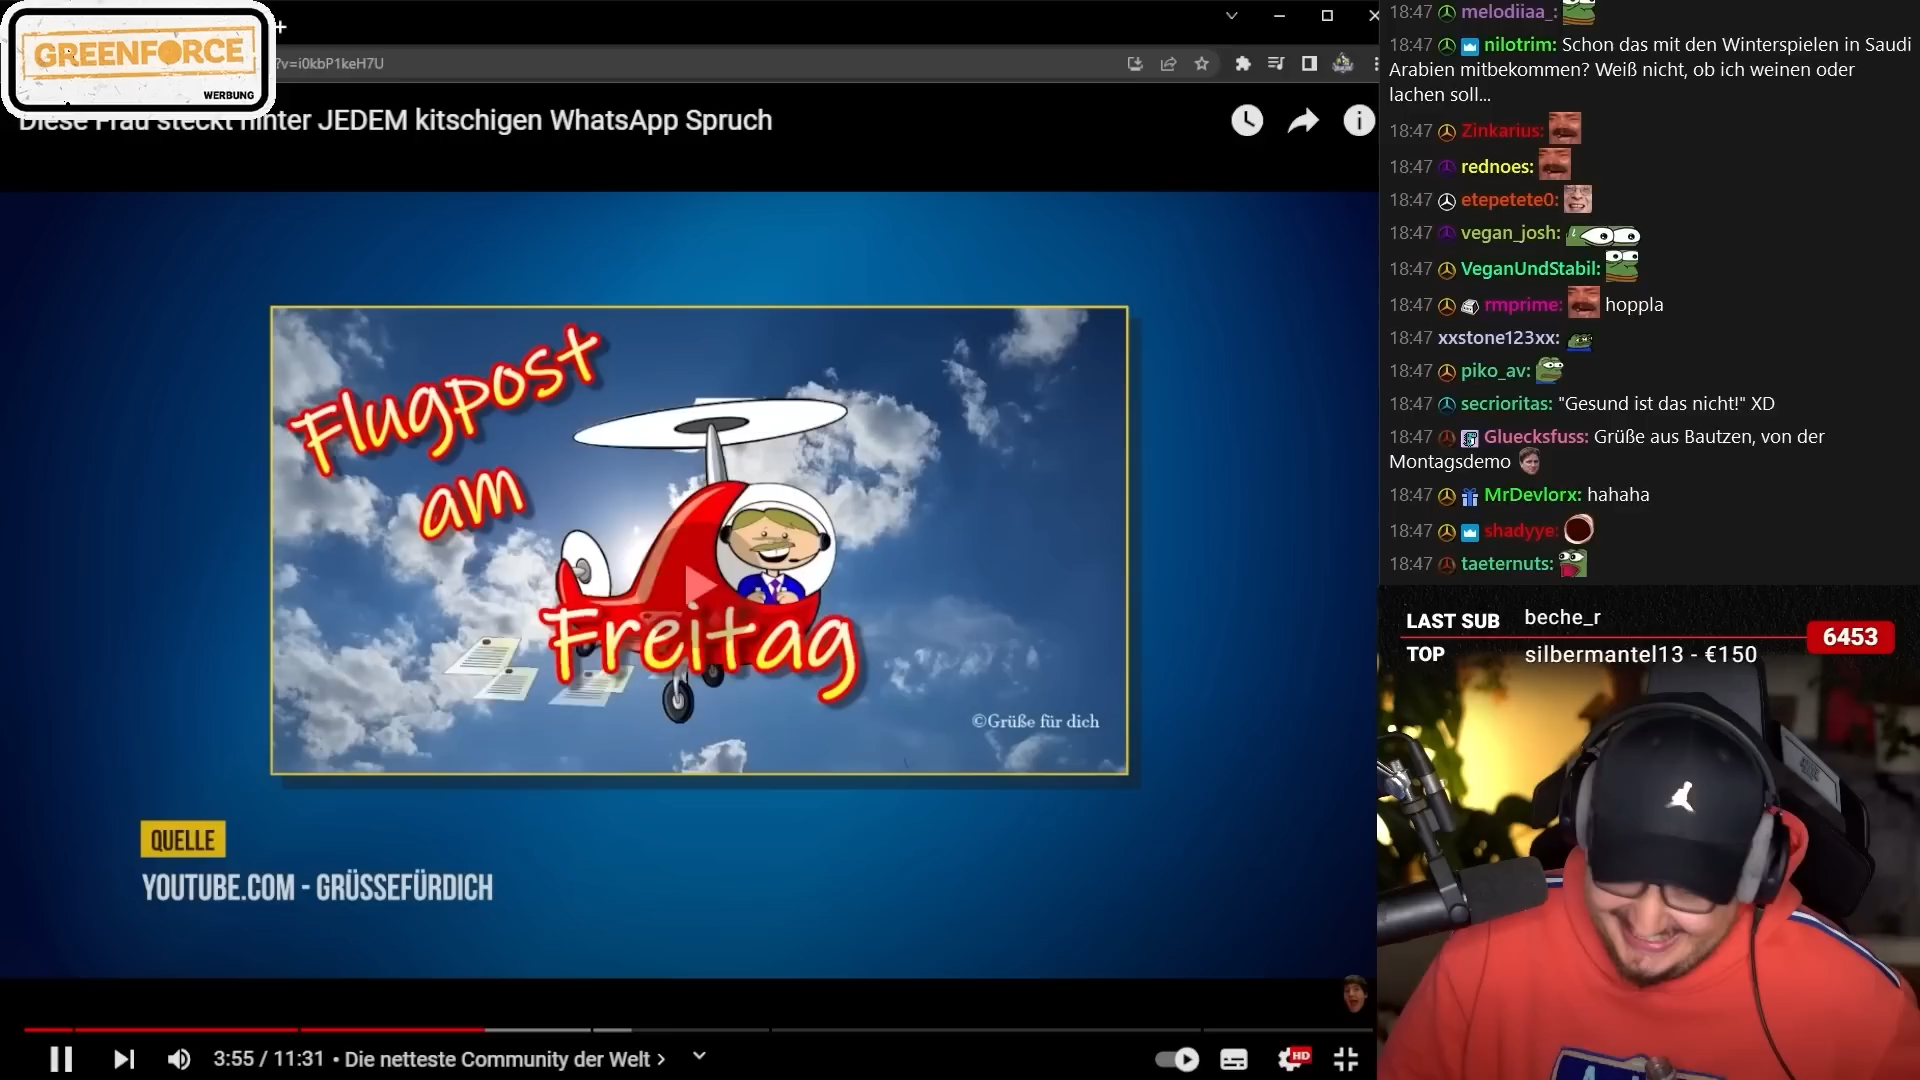 GREENFORCE
WERBUNG
?v=i0kbP1keH7U
Diese Frau steckt hinter JEDEM kitschigen WhatsApp Spruch
Flugpost
am
Freitag
©Grüße für dich
QUELLE
YOUTUBE.COM - GRÜSSEFÜRDICH
3:55 / 11:31 • Die netteste Community der Welt >
HD
18:47 melodiiaa_:
18:47 nilotrim: Schon das mit den Winterspielen in Saudi
Arabien mitbekommen? Weiß nicht, ob ich weinen oder
lachen soll...
18:47 Zinkarius:
18:47 rednoes:
18:47 etepetete0:
18:47 vegan_josh:
18:47 VeganUndStabil:
18:47 rmprime: hoppla
18:47 xxstone123xx:
18:47 piko_av:
18:47 secrioritas: "Gesund ist das nicht!" XD
18:47 Gluecksfuss: Grüße aus Bautzen, von der
Montagsdemo
18:47 MrDevlorx: hahaha
18:47 shadyye:
18:47 taeternuts:
LAST SUB beche_r
6453
TOP silbermantel13 - €150